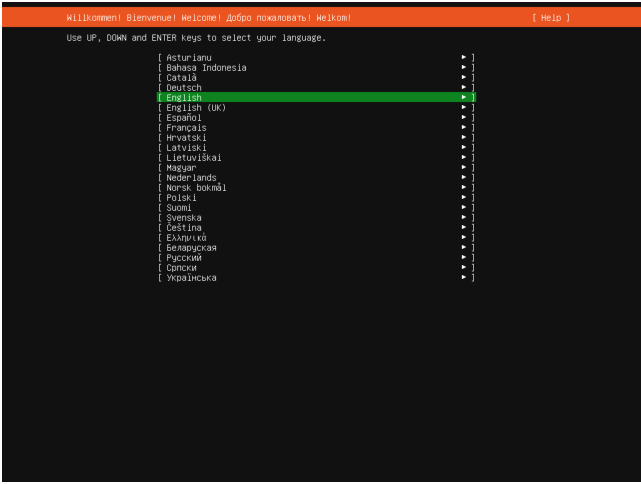 Willkommen! Bienvenue! Welcome! Добро пожаловать! Welkom! [ Help ]
Use UP, DOWN and ENTER keys to select your language.
[ Asturianu ► ]
[ Bahasa Indonesia ► ]
[ Català ► ]
[ Deutsch ► ]
[ English ► ]
[ English (UK) ► ]
[ Español ► ]
[ Français ► ]
[ Hrvatski ► ]
[ Latviski ► ]
[ Lietuviškai ► ]
[ Magyar ► ]
[ Nederlands ► ]
[ Norsk bokmål ► ]
[ Polski ► ]
[ Suomi ► ]
[ Svenska ► ]
[ Čeština ► ]
[ Ελληνικά ► ]
[ Беларуская ► ]
[ Русский ► ]
[ Српски ► ]
[ Українська ► ]